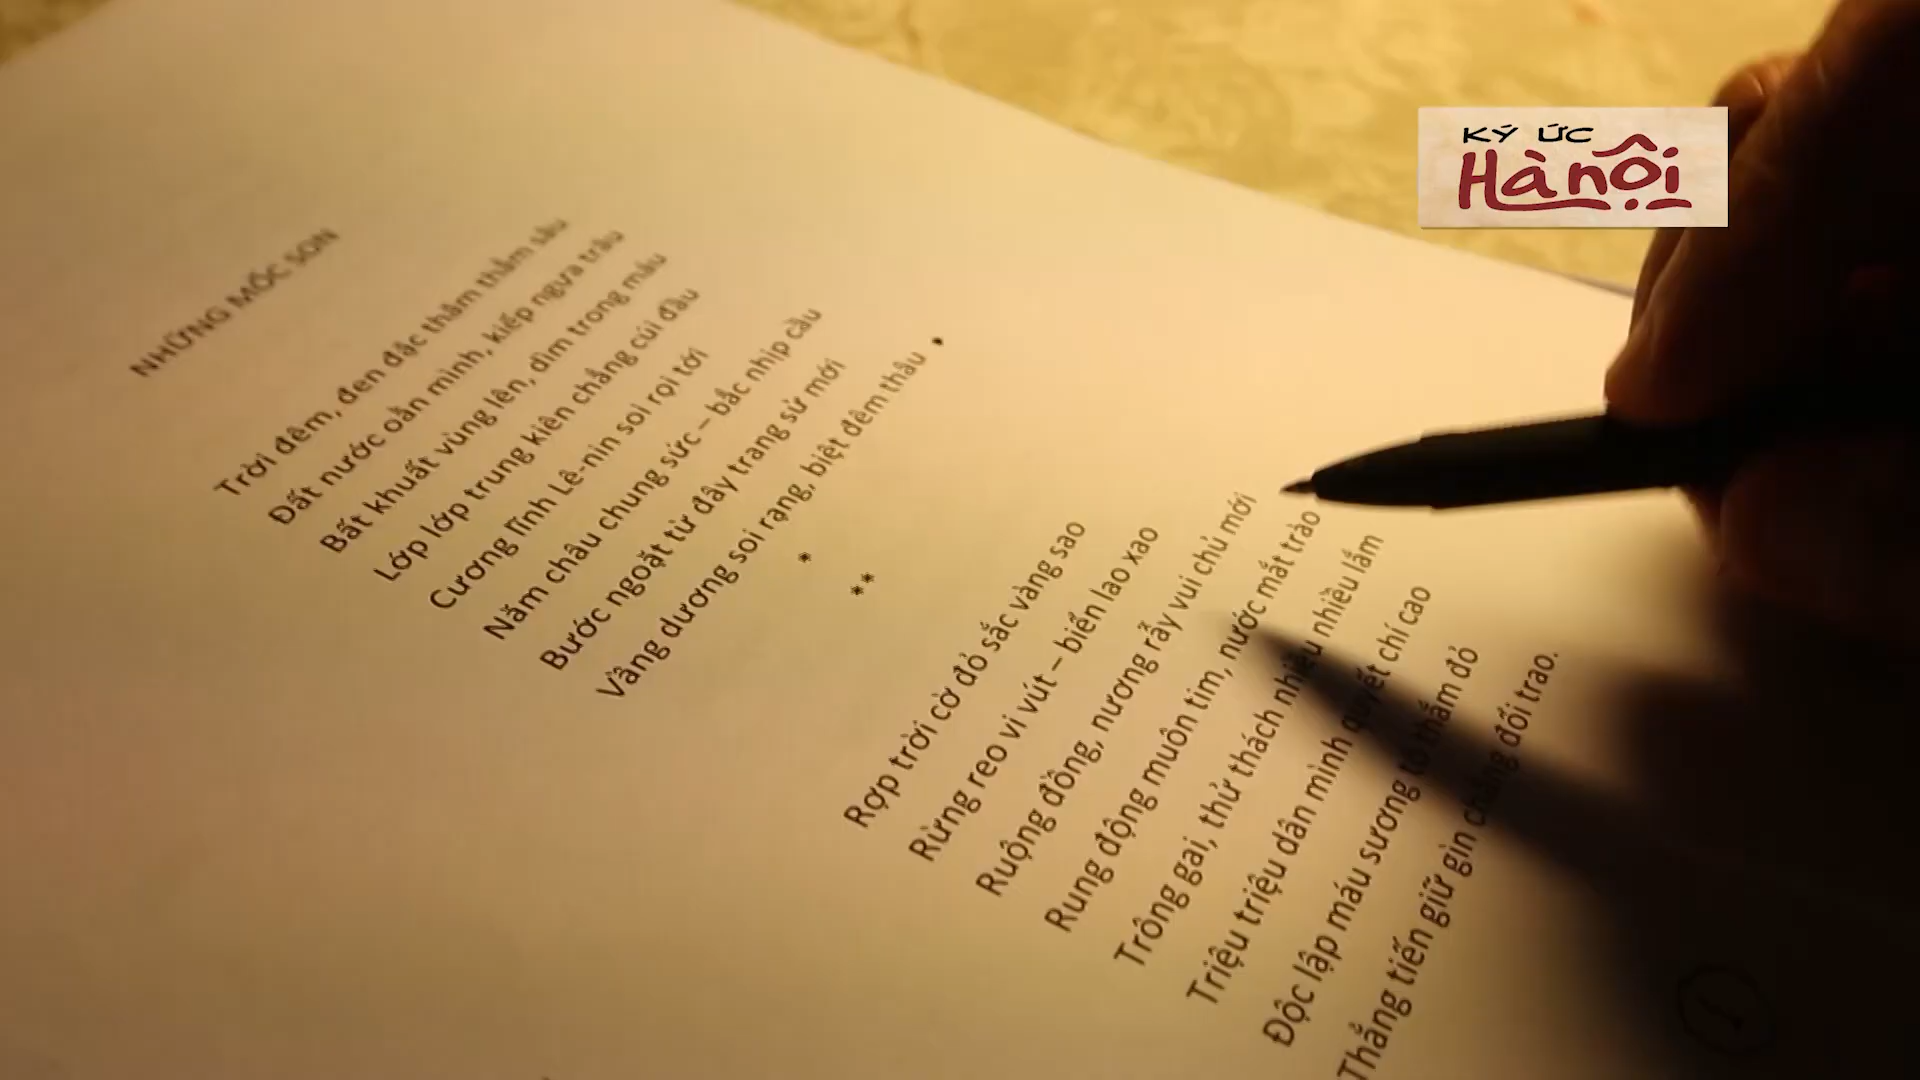 KÝ ỨC
Hà nội
NHỮNG MỐC SON
Trời đêm, đen đặc thâm thẫm sâu
Đất nước oằn mình, kiếp ngựa trâu
Bất khuất vùng lên, dìm trong máu
Lớp lớp trung kiên chẳng cúi đầu
Cương lĩnh Lê-nin soi rọi tới
Năm châu chung sức – bắc nhịp cầu
Bước ngoặt từ đây trang sử mới
Vầng dương soi rạng, biệt đêm thâu
*
**
Rợp trời cờ đỏ sắc vàng sao
Rừng reo vi vút – biển lao xao
Ruộng đồng, nương rẫy vui chủ mới
Rung động muôn tim, nước mắt trào
Trông gai, thử thách nhiều nhiều lắm
Triệu triệu dân mình quyết chí cao
Độc lập máu sương tô thắm đỏ
Thẳng tiến giữ gìn chẳng đổi trao.